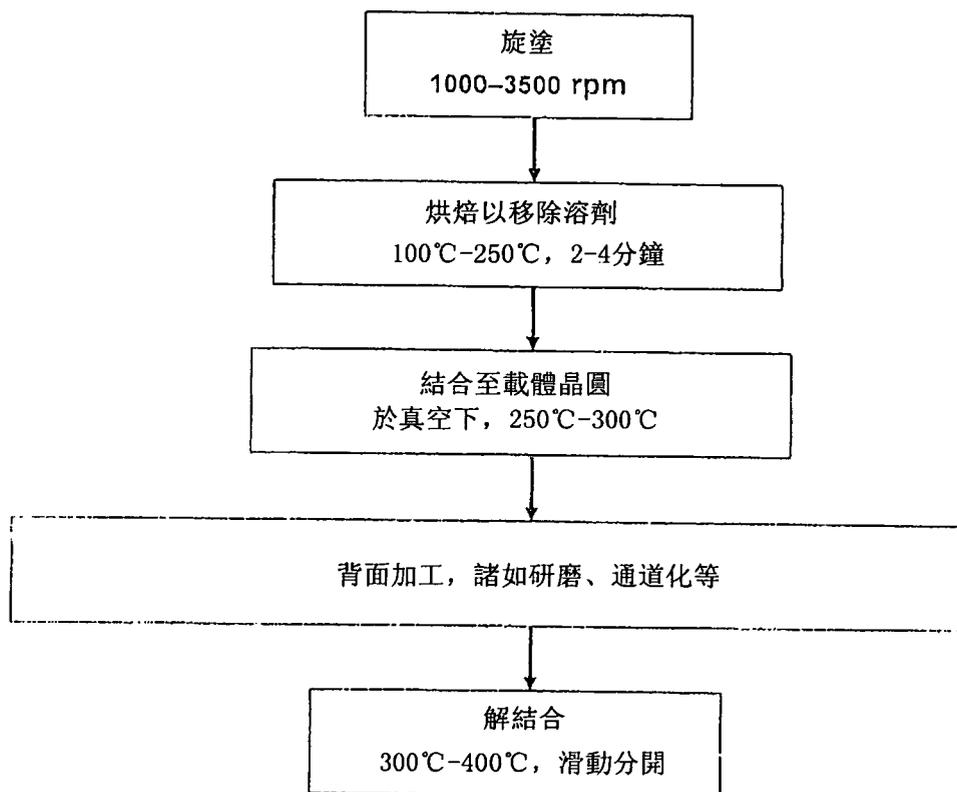 旋塗
1000–3500 rpm
烘焙以移除溶劑
100℃-250℃，2-4分鐘
結合至載體晶圓
於真空下，250℃-300℃
背面加工，諸如研磨、通道化等
解結合
300℃-400℃，滑動分開